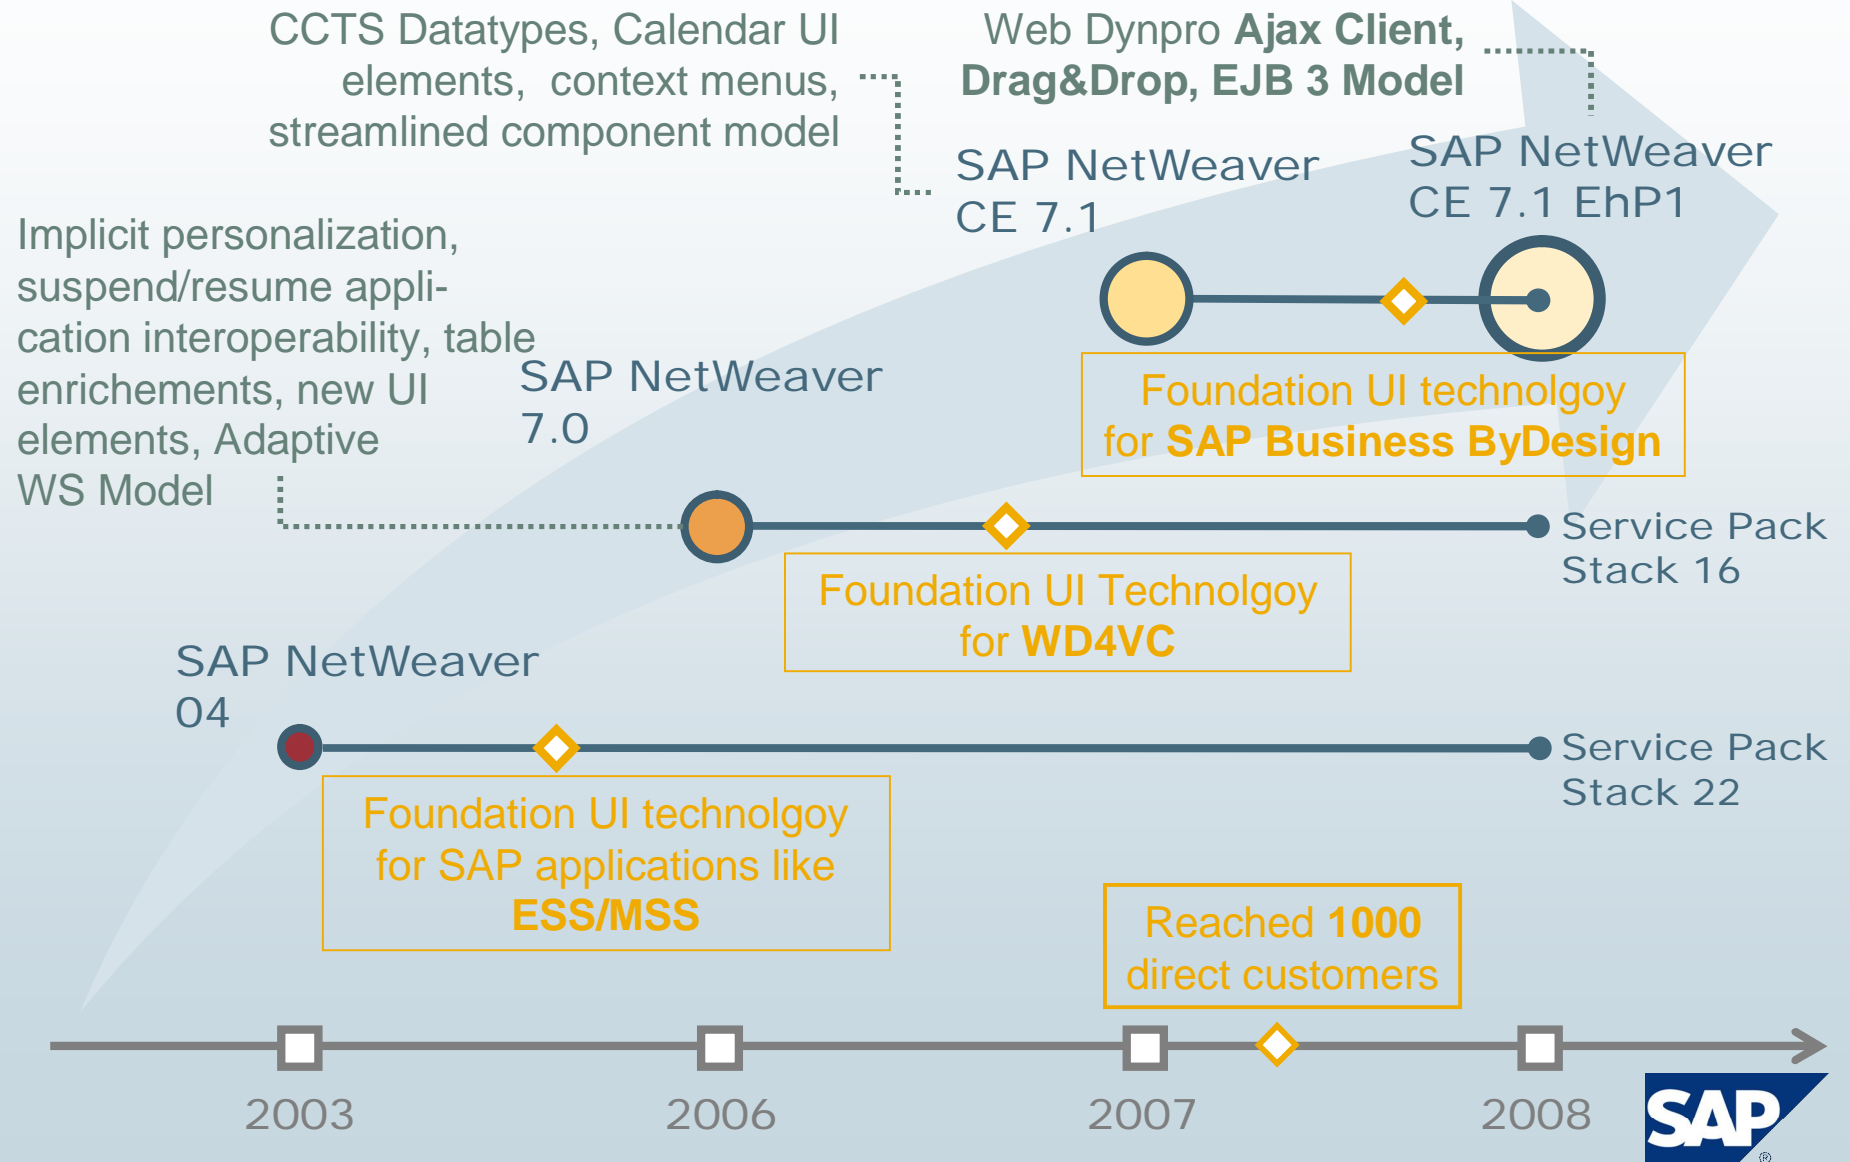 CCTS Datatypes, Calendar UI
elements, context menus,
streamlined component model
Web Dynpro Ajax Client,
Drag&Drop, EJB 3 Model
SAP NetWeaver
CE 7.1
SAP NetWeaver
CE 7.1 EhP1
Implicit personalization,
suspend/resume appli-
cation interoperability, table
enrichements, new UI
elements, Adaptive
WS Model
SAP NetWeaver
7.0
Foundation UI technolgoy
for SAP Business ByDesign
Service Pack
Stack 16
Foundation UI Technolgoy
for WD4VC
SAP NetWeaver
04
Service Pack
Stack 22
Foundation UI technolgoy
for SAP applications like
ESS/MSS
Reached 1000
direct customers
2003
2006
2007
2008
SAP
®